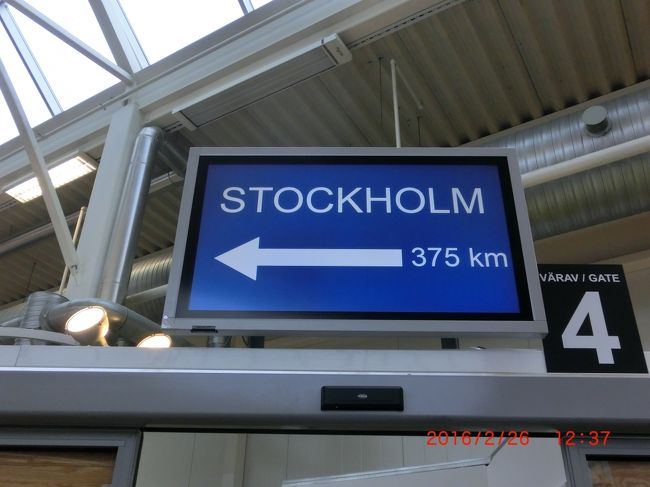 STOCKHOLM
375 km
VÄRAV / GATE
4
2016/2/26 12:37